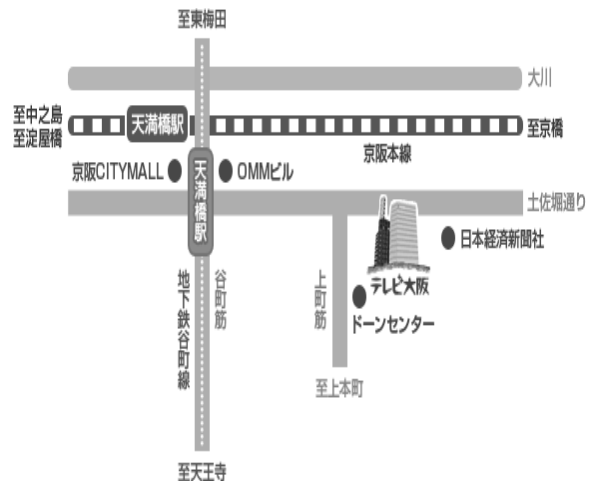 至東梅田
大川
至中之島
至淀屋橋
天満橋駅
至京橋
京阪本線
京阪CITYMALL
天満橋駅
OMMビル
土佐堀通り
日本経済新聞社
テレビ大阪
地下鉄谷町線
谷町筋
上町筋
ドーンセンター
至上本町
至天王寺